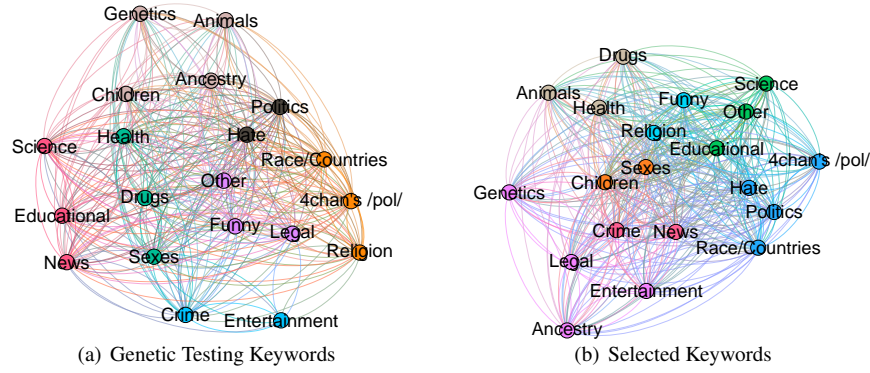 Genetics
Animals
Ancestry
Children
Politics
Health
Hate
Science
Race/Countries
Other
Drugs
4chan's /pol/
Educational
Funny
Legal
News
Sexes
Religion
Crime
Entertainment
(a) Genetic Testing Keywords
Drugs
Science
Animals
Funny
Health
Other
Religion
Educational
4chan's /pol/
Sexes
Children
Hate
Genetics
Politics
Crime
News
Race/Countries
Legal
Entertainment
Ancestry
(b) Selected Keywords